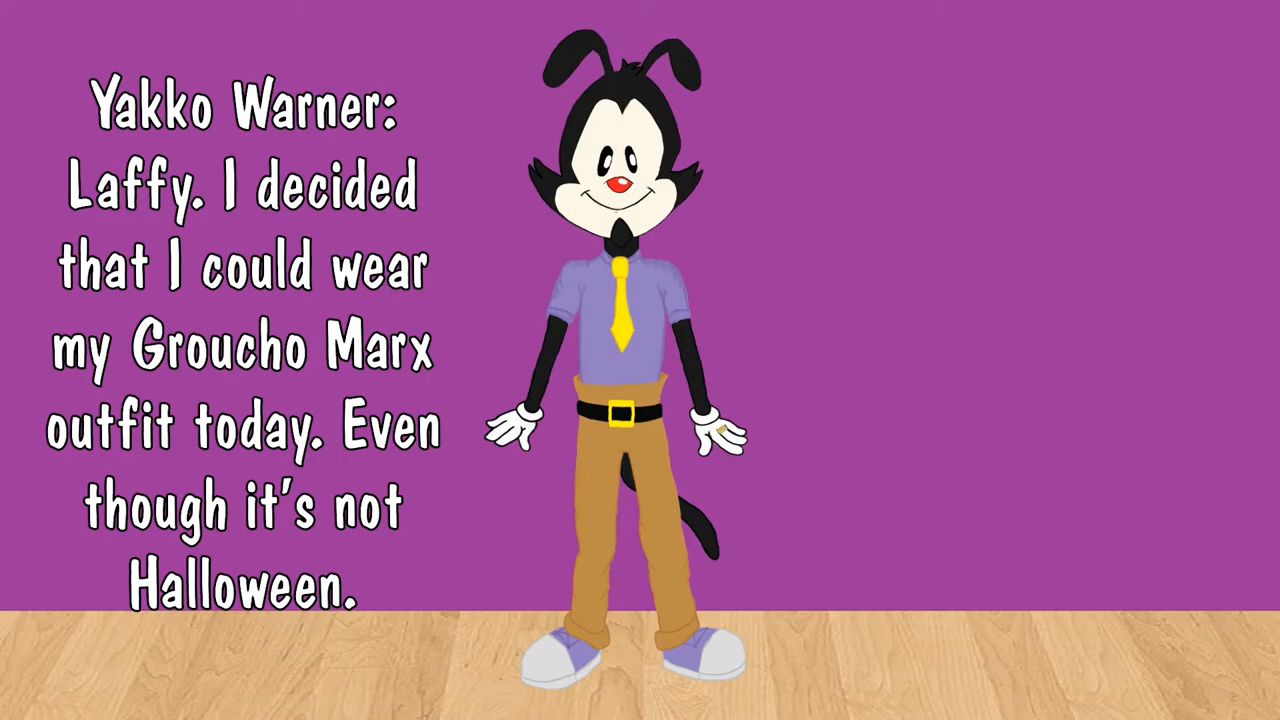 Yakko Warner:
Laffy. I decided
that I could wear
my Groucho Marx
outfit today. Even
though it's not
Halloween.